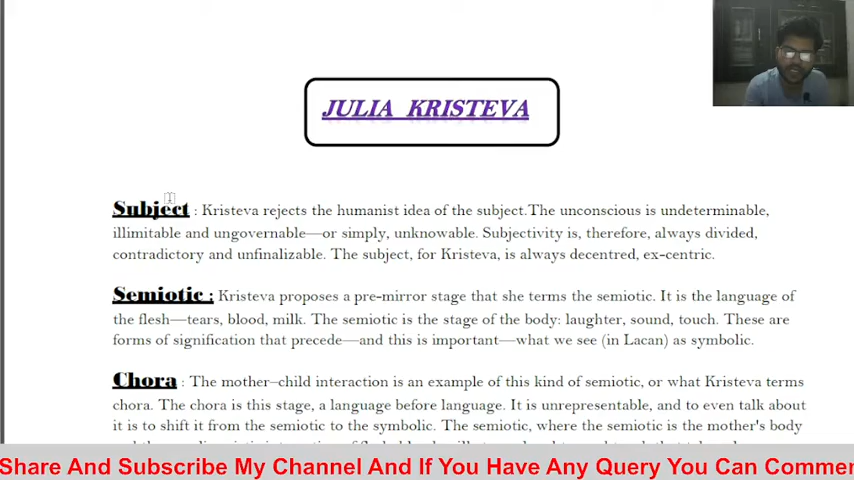 JULIA KRISTEVA
Subject : Kristeva rejects the humanist idea of the subject.The unconscious is undeterminable,
illimitable and ungovernable—or simply, unknowable. Subjectivity is, therefore, always divided,
contradictory and unfinalizable. The subject, for Kristeva, is always decentred, ex-centric.
Semiotic : Kristeva proposes a pre-mirror stage that she terms the semiotic. It is the language of
the flesh—tears, blood, milk. The semiotic is the stage of the body: laughter, sound, touch. These are
forms of signification that precede—and this is important—what we see (in Lacan) as symbolic.
Chora : The mother–child interaction is an example of this kind of semiotic, or what Kristeva terms
chora. The chora is this stage, a language before language. It is unrepresentable, and to even talk about
it is to shift it from the semiotic to the symbolic. The semiotic, where the semiotic is the mother's body
Share And Subscribe My Channel And If You Have Any Query You Can Commen